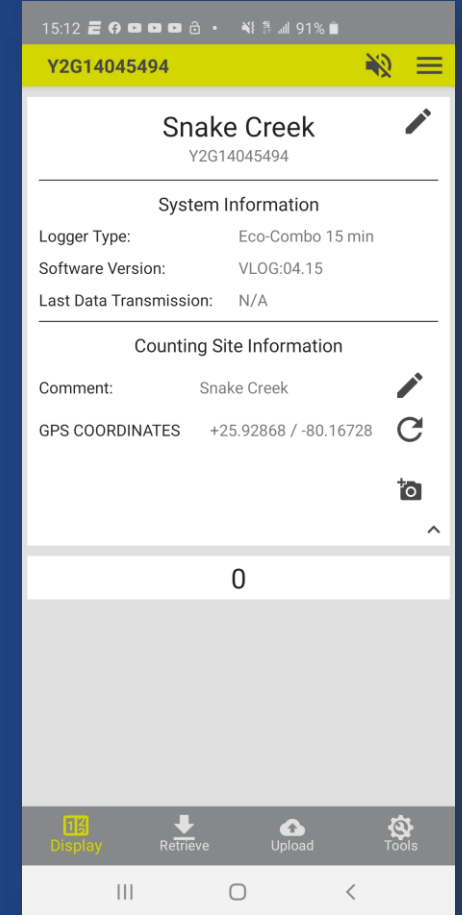 15:12 91%
Y2G14045494
Snake Creek
Y2G14045494
System Information
Logger Type: Eco-Combo 15 min
Software Version: VLOG:04.15
Last Data Transmission: N/A
Counting Site Information
Comment: Snake Creek
GPS COORDINATES +25.92868 / -80.16728
0
Display Retrieve Upload Tools